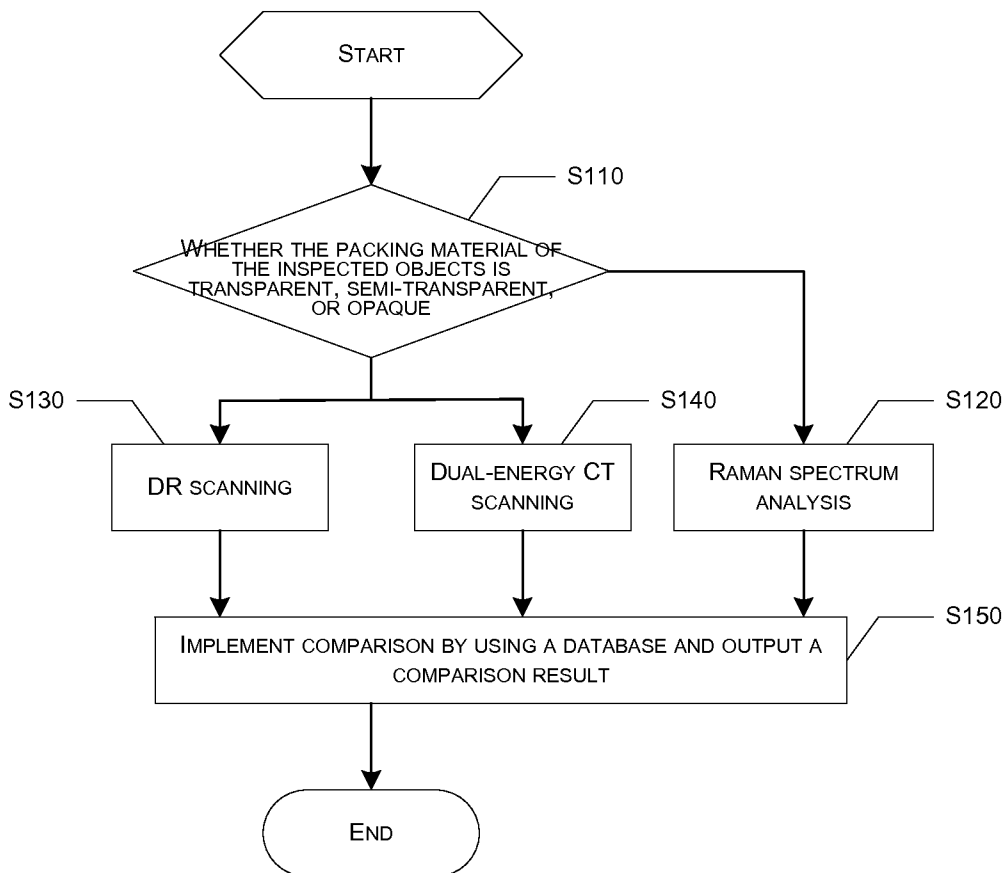 START
S110
WHETHER THE PACKING MATERIAL OF
THE INSPECTED OBJECTS IS
TRANSPARENT, SEMI-TRANSPARENT,
OR OPAQUE
S130
S140
S120
DR SCANNING
DUAL-ENERGY CT
SCANNING
RAMAN SPECTRUM
ANALYSIS
S150
IMPLEMENT COMPARISON BY USING A DATABASE AND OUTPUT A
COMPARISON RESULT
END